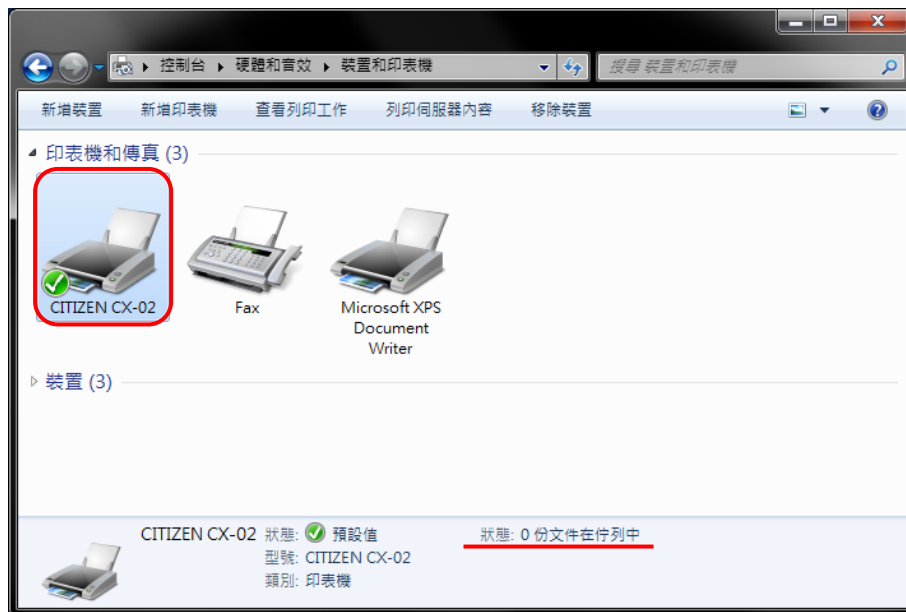 控制台 硬體和音效 裝置和印表機 搜尋 裝置和印表機
新增裝置 新增印表機 查看列印工作 列印伺服器內容 移除裝置
印表機和傳真 (3)
CITIZEN CX-02
Fax
Microsoft XPS
Document
Writer
裝置 (3)
CITIZEN CX-02 狀態: 預設值 狀態: 0 份文件在佇列中
型號: CITIZEN CX-02
類別: 印表機